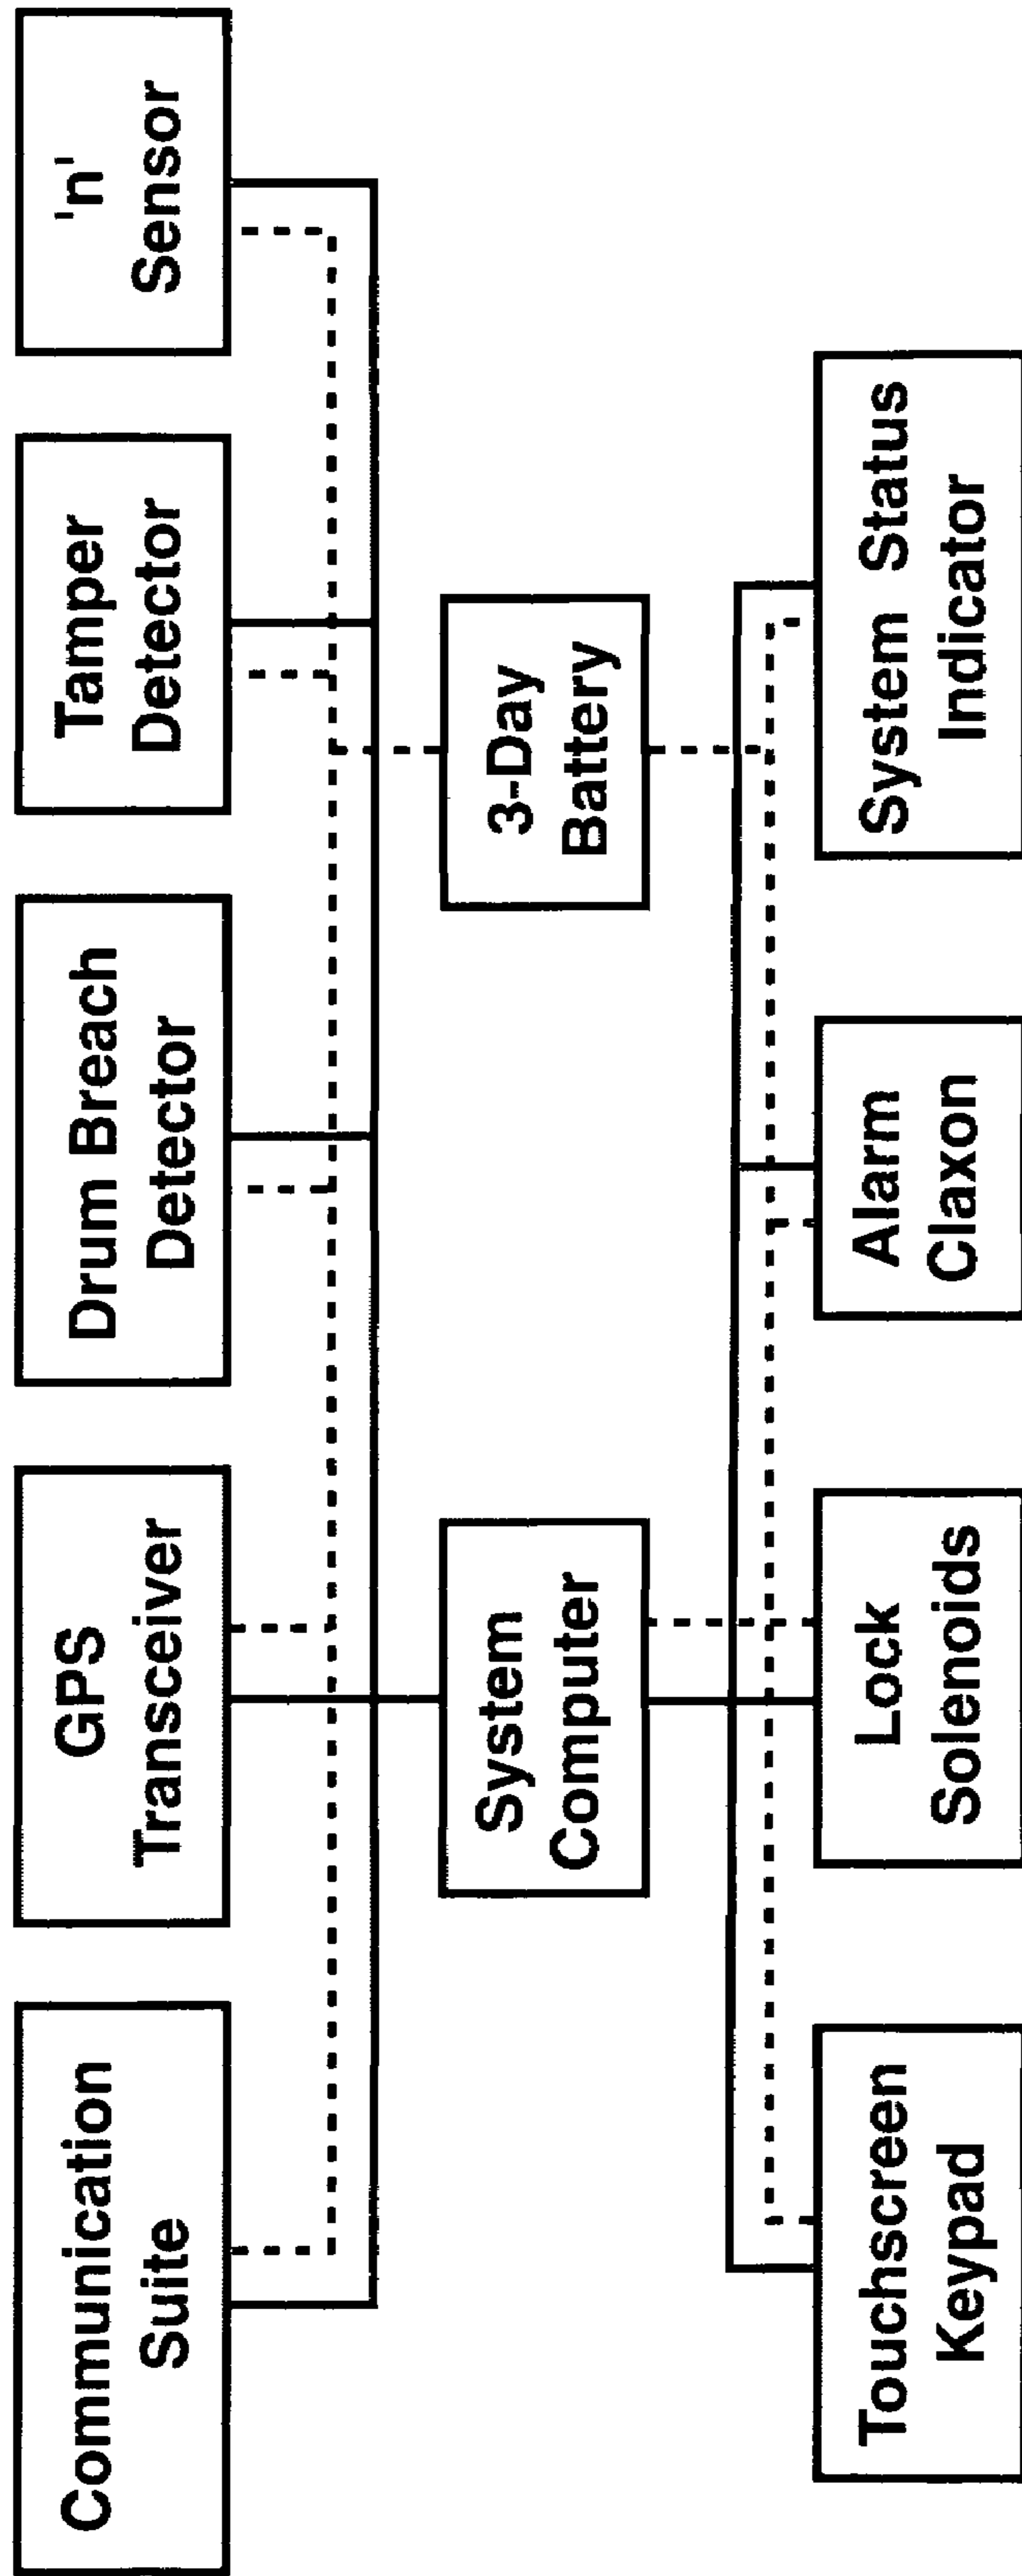 Communication
Suite
GPS
Transceiver
Drum Breach
Detector
Tamper
Detector
'n'
Sensor
System
Computer
3-Day
Battery
Touchscreen
Keypad
Lock
Solenoids
Alarm
Claxon
System Status
Indicator